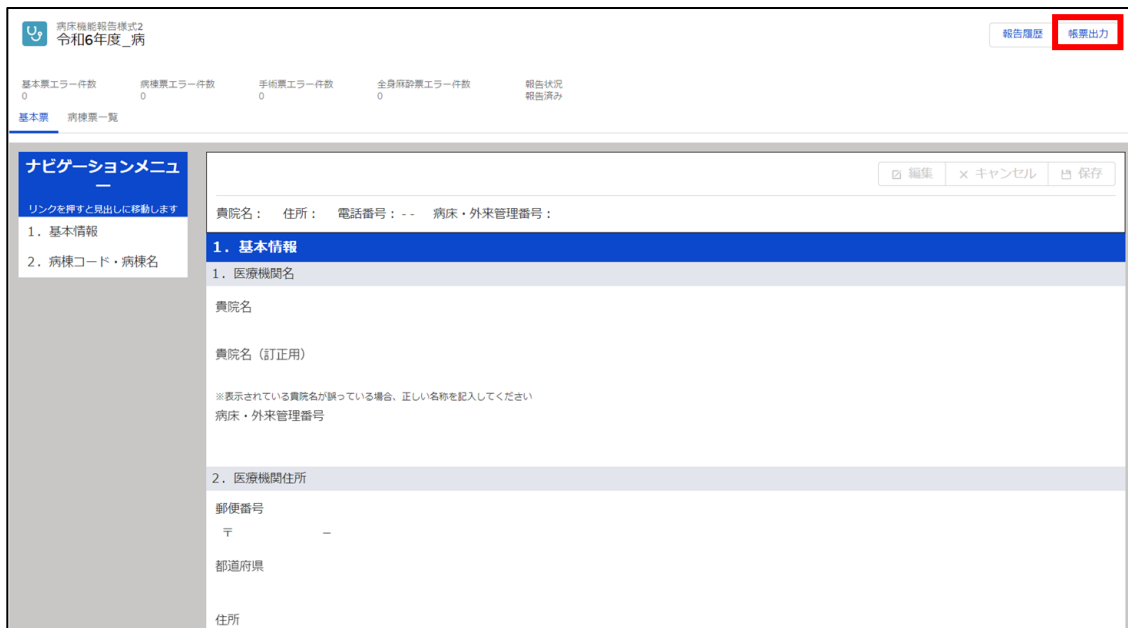 病床機能報告様式2
令和6年度_病
報告履歴 帳票出力
基本票エラー件数 病棟票エラー件数 手術票エラー件数 全身麻酔票エラー件数 報告状況
0 0 0 0 報告済み
基本票 病棟票一覧
ナビゲーションメニュ
ー
リンクを押すと見出しに移動します
1. 基本情報
2. 病棟コード・病棟名
編集 × キャンセル 保存
貴院名： 住所： 電話番号：-- 病床・外来管理番号：
1. 基本情報
1. 医療機関名
貴院名
貴院名（訂正用）
※表示されている貴院名が誤っている場合、正しい名称を記入してください
病床・外来管理番号
2. 医療機関住所
郵便番号
〒 –
都道府県
住所